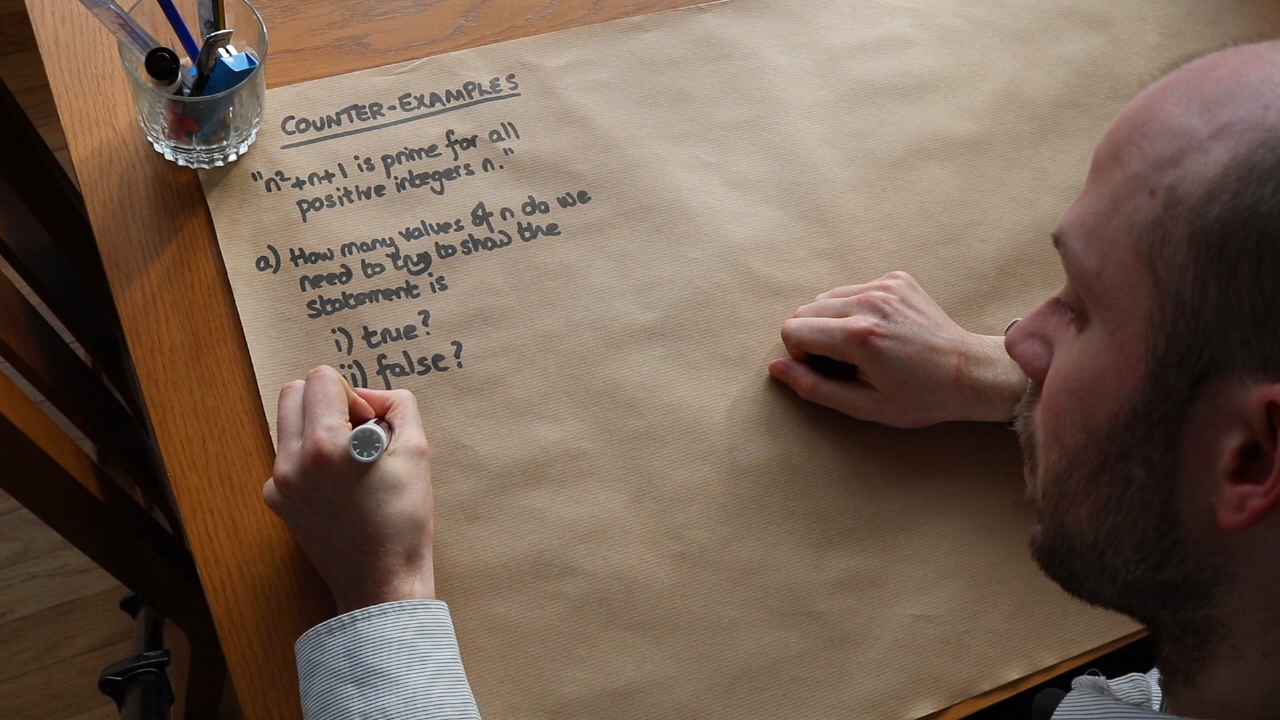 COUNTER-EXAMPLES
"n²+n+1 is prime for all
positive integers n."
a) How many values of n do we
need to try to show the
statement is
i) true?
ii) false?